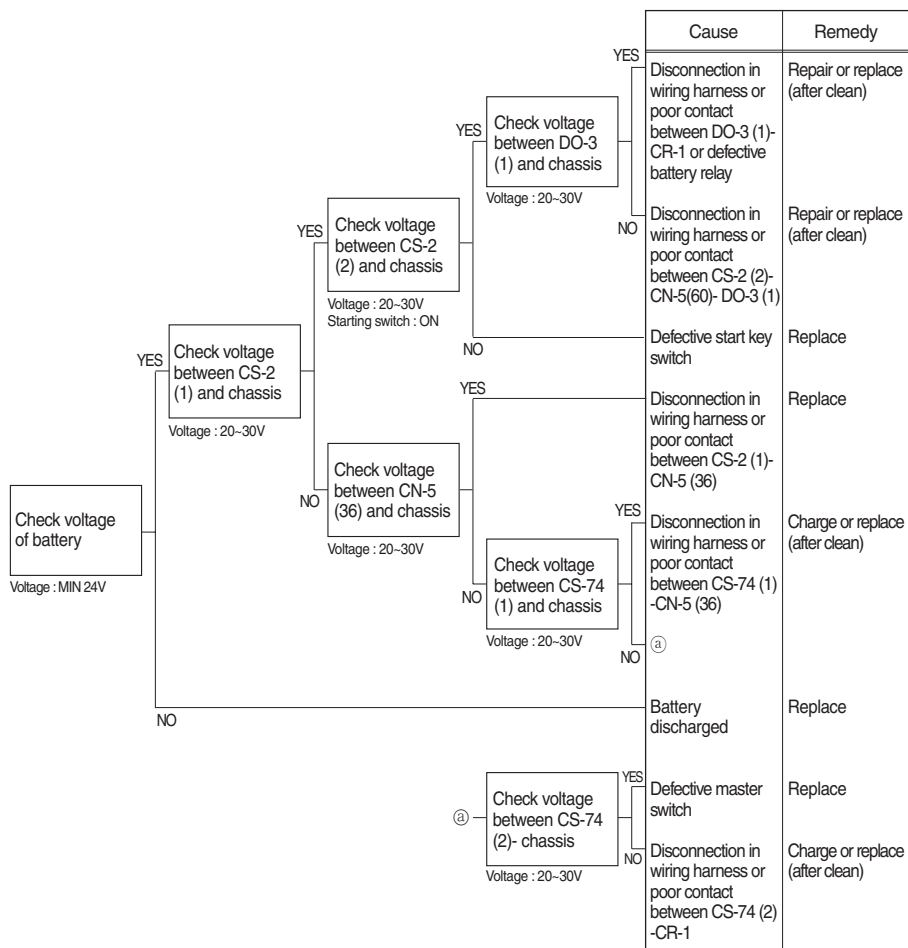 Cause
Remedy
YES
Disconnection in
wiring harness or
poor contact
between DO-3 (1)-
CR-1 or defective
battery relay
Repair or replace
(after clean)
YES
Check voltage
between DO-3
(1) and chassis
Voltage : 20~30V
NO
Disconnection in
wiring harness or
poor contact
between CS-2 (2)-
CN-5(60)- DO-3 (1)
Repair or replace
(after clean)
YES
Check voltage
between CS-2
(2) and chassis
Voltage : 20~30V
Starting switch : ON
NO
Defective start key
switch
Replace
YES
Check voltage
between CS-2
(1) and chassis
Voltage : 20~30V
YES
Disconnection in
wiring harness or
poor contact
between CS-2 (1)-
CN-5 (36)
Replace
NO
Check voltage
between CN-5
(36) and chassis
Voltage : 20~30V
Check voltage
of battery
Voltage : MIN 24V
YES
Disconnection in
wiring harness or
poor contact
between CS-74 (1)
-CN-5 (36)
Charge or replace
(after clean)
NO
Check voltage
between CS-74
(1) and chassis
Voltage : 20~30V
NO
ⓐ
NO
Battery
discharged
Replace
ⓐ
Check voltage
between CS-74
(2)- chassis
Voltage : 20~30V
YES
Defective master
switch
Replace
NO
Disconnection in
wiring harness or
poor contact
between CS-74 (2)
-CR-1
Charge or replace
(after clean)